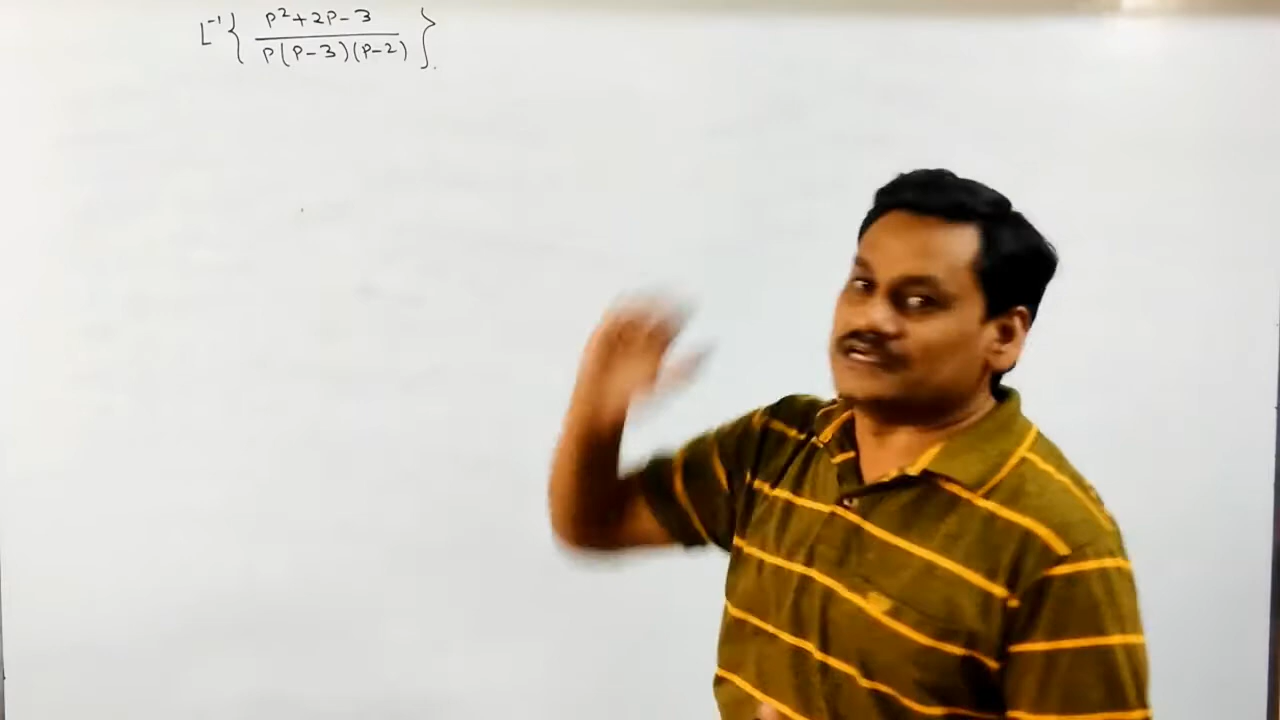 L⁻¹ { p²+2p-3 / p(p-3)(p-2) }.